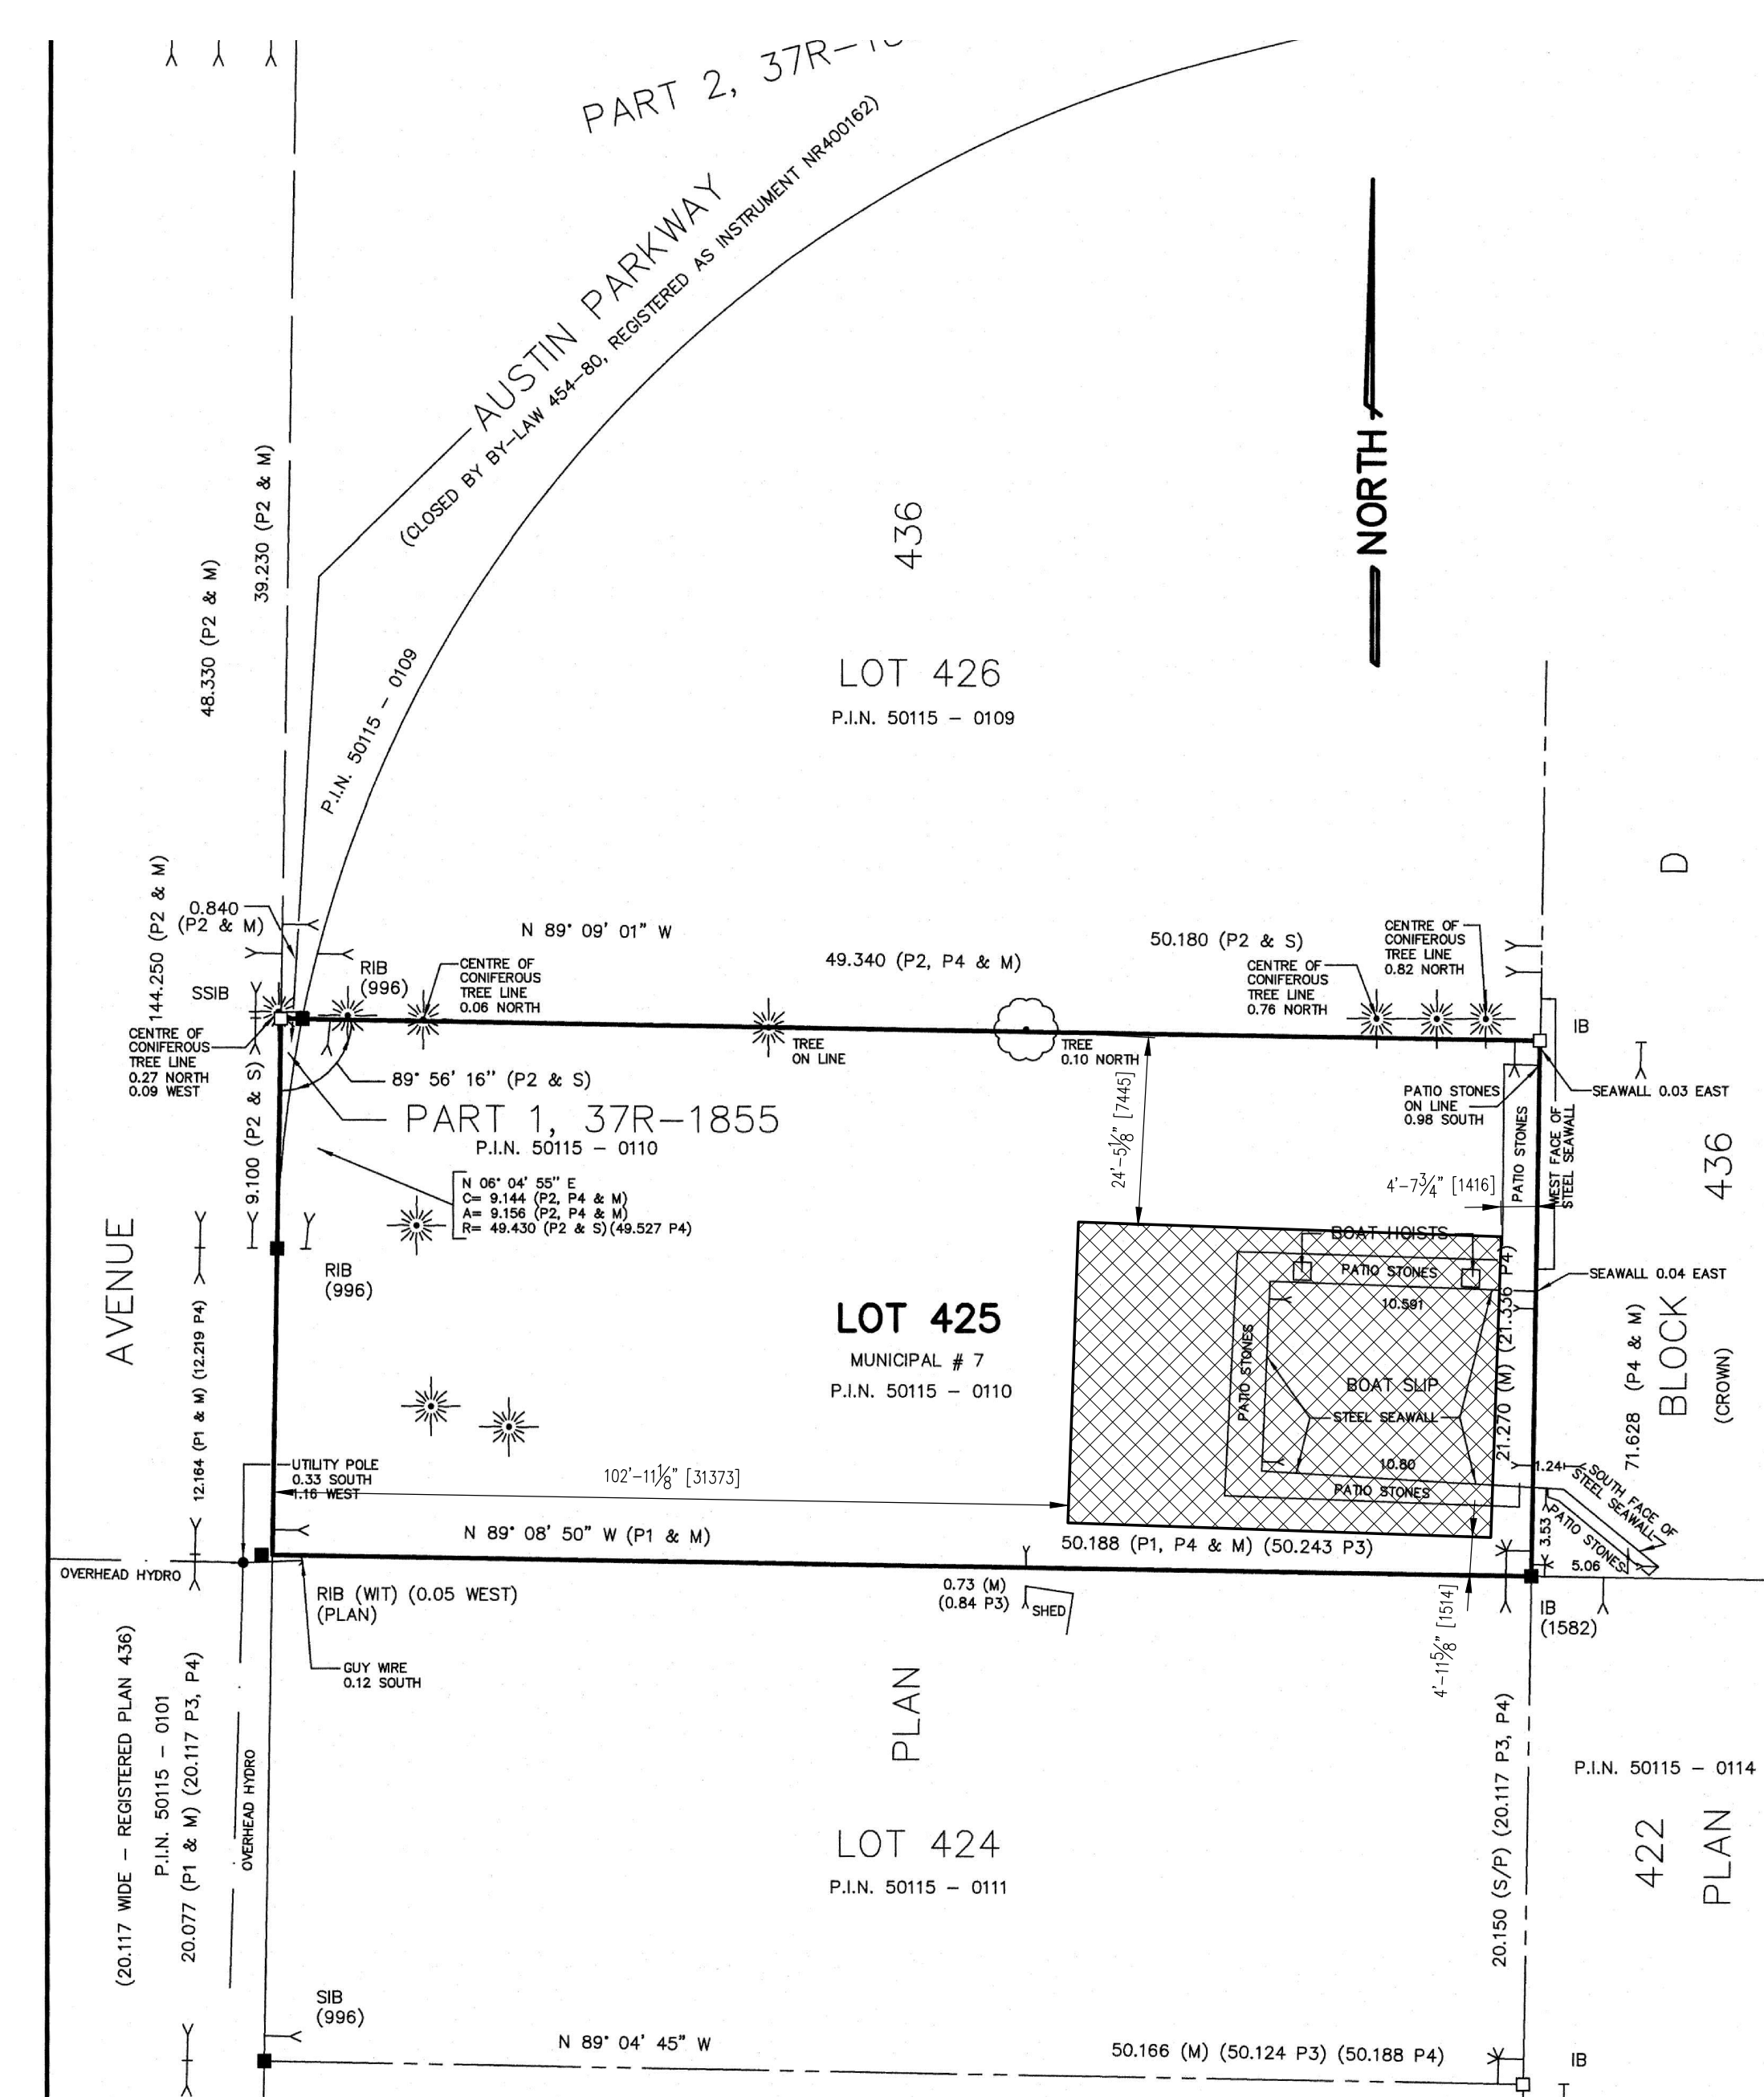 PART 2, 37R-
AUSTIN PARKWAY
(CLOSED BY BY-LAW 454-80, REGISTERED AS INSTRUMENT NR400162)
NORTH
39.230 (P2 & M)
48.330 (P2 & M)
436
P.I.N. 50115 - 0109
LOT 426
P.I.N. 50115 - 0109
D
144.250 (P2 & M)
0.840
(P2 & M)
N 89° 09' 01" W
49.340 (P2, P4 & M)
50.180 (P2 & S)
CENTRE OF
CONIFEROUS
TREE LINE
0.82 NORTH
CENTRE OF
CONIFEROUS
TREE LINE
0.76 NORTH
RIB
(996)
CENTRE OF
CONIFEROUS
TREE LINE
0.06 NORTH
SSIB
CENTRE OF
CONIFEROUS
TREE LINE
0.27 NORTH
0.09 WEST
TREE
ON LINE
TREE
0.10 NORTH
IB
9.100 (P2 & S)
89° 56' 16" (P2 & S)
PART 1, 37R-1855
P.I.N. 50115 - 0110
24'-5⅛" [7445]
PATIO STONES
ON LINE
0.98 SOUTH
SEAWALL 0.03 EAST
PATIO STONES
WEST FACE OF
STEEL SEAWALL
436
N 06° 04' 55" E
C= 9.144 (P2, P4 & M)
A= 9.156 (P2, P4 & M)
R= 49.430 (P2 & S)(49.527 P4)
4'-7¾" [1416]
AVENUE
RIB
(996)
BOAT HOISTS
PATIO STONES
10.591
SEAWALL 0.04 EAST
12.164 (P1 & M) (12.219 P4)
LOT 425
MUNICIPAL # 7
P.I.N. 50115 - 0110
PATIO STONES
BOAT SLIP
STEEL SEAWALL
21.270 (M) (21.336 P4)
71.628 (P4 & M)
BLOCK
(CROWN)
UTILITY POLE
0.33 SOUTH
1.16 WEST
102'-11⅛" [31373]
10.80
PATIO STONES
1.24
SOUTH FACE OF
STEEL SEAWALL
PATIO STONES
3.53
5.06
N 89° 08' 50" W (P1 & M)
50.188 (P1, P4 & M) (50.243 P3)
OVERHEAD HYDRO
RIB (WIT) (0.05 WEST)
(PLAN)
0.73 (M)
(0.84 P3)
SHED
4'-11⅝" [1514]
IB
(1582)
GUY WIRE
0.12 SOUTH
PLAN
(20.117 WIDE - REGISTERED PLAN 436)
P.I.N. 50115 - 0101
20.077 (P1 & M) (20.117 P3, P4)
OVERHEAD HYDRO
20.150 (S/P) (20.117 P3, P4)
P.I.N. 50115 - 0114
LOT 424
P.I.N. 50115 - 0111
422
PLAN
SIB
(996)
N 89° 04' 45" W
50.166 (M) (50.124 P3) (50.188 P4)
IB